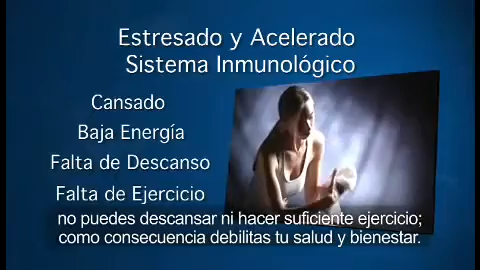 Estresado y Acelerado
Sistema Inmunológico
Cansado
Baja Energía
Falta de Descanso
Falta de Ejercicio
no puedes descansar ni hacer suficiente ejercicio;
como consecuencia debilitas tu salud y bienestar.